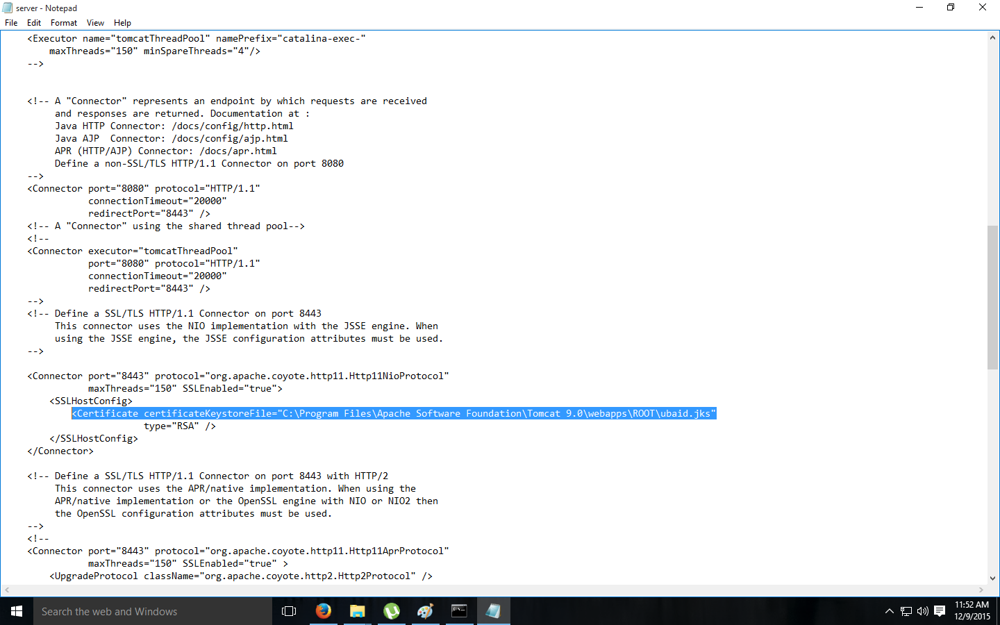 server - Notepad
File Edit Format View Help
<Executor name="tomcatThreadPool" namePrefix="catalina-exec-"
maxThreads="150" minSpareThreads="4"/>
-->
<!-- A "Connector" represents an endpoint by which requests are received
and responses are returned. Documentation at :
Java HTTP Connector: /docs/config/http.html
Java AJP  Connector: /docs/config/ajp.html
APR (HTTP/AJP) Connector: /docs/apr.html
Define a non-SSL/TLS HTTP/1.1 Connector on port 8080
-->
<Connector port="8080" protocol="HTTP/1.1"
connectionTimeout="20000"
redirectPort="8443" />
<!-- A "Connector" using the shared thread pool-->
<!--
<Connector executor="tomcatThreadPool"
port="8080" protocol="HTTP/1.1"
connectionTimeout="20000"
redirectPort="8443" />
-->
<!-- Define a SSL/TLS HTTP/1.1 Connector on port 8443
This connector uses the NIO implementation with the JSSE engine. When
using the JSSE engine, the JSSE configuration attributes must be used.
-->
<Connector port="8443" protocol="org.apache.coyote.http11.Http11NioProtocol"
maxThreads="150" SSLEnabled="true">
<SSLHostConfig>
<Certificate certificateKeystoreFile="C:\Program Files\Apache Software Foundation\Tomcat 9.0\webapps\ROOT\ubaid.jks"
type="RSA" />
</SSLHostConfig>
</Connector>
<!-- Define a SSL/TLS HTTP/1.1 Connector on port 8443 with HTTP/2
This connector uses the APR/native implementation. When using the
APR/native implementation or the OpenSSL engine with NIO or NIO2 then
the OpenSSL configuration attributes must be used.
-->
<!--
<Connector port="8443" protocol="org.apache.coyote.http11.Http11AprProtocol"
maxThreads="150" SSLEnabled="true" >
<UpgradeProtocol className="org.apache.coyote.http2.Http2Protocol" />
Search the web and Windows
11:52 AM
12/9/2015